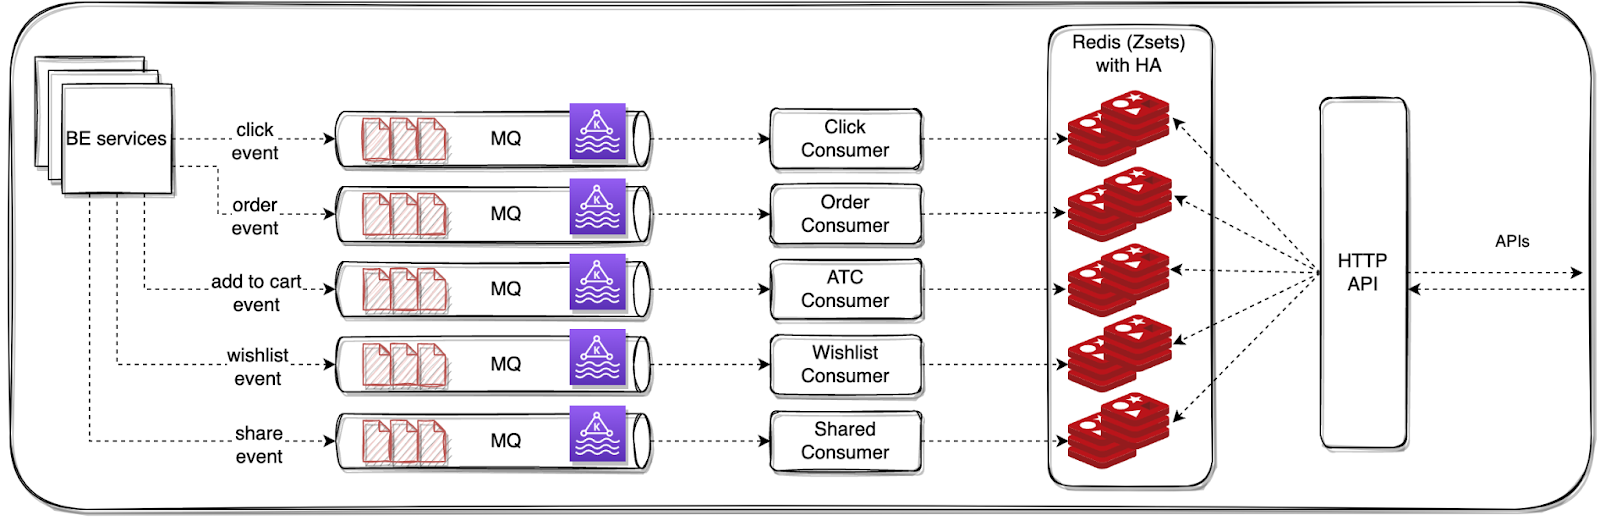 Redis (Zsets)
with HA
BE services
click
event
MQ
K
Click
Consumer
order
event
MQ
K
Order
Consumer
add to cart
event
MQ
K
ATC
Consumer
wishlist
event
MQ
K
Wishlist
Consumer
share
event
MQ
K
Shared
Consumer
HTTP
API
APIs